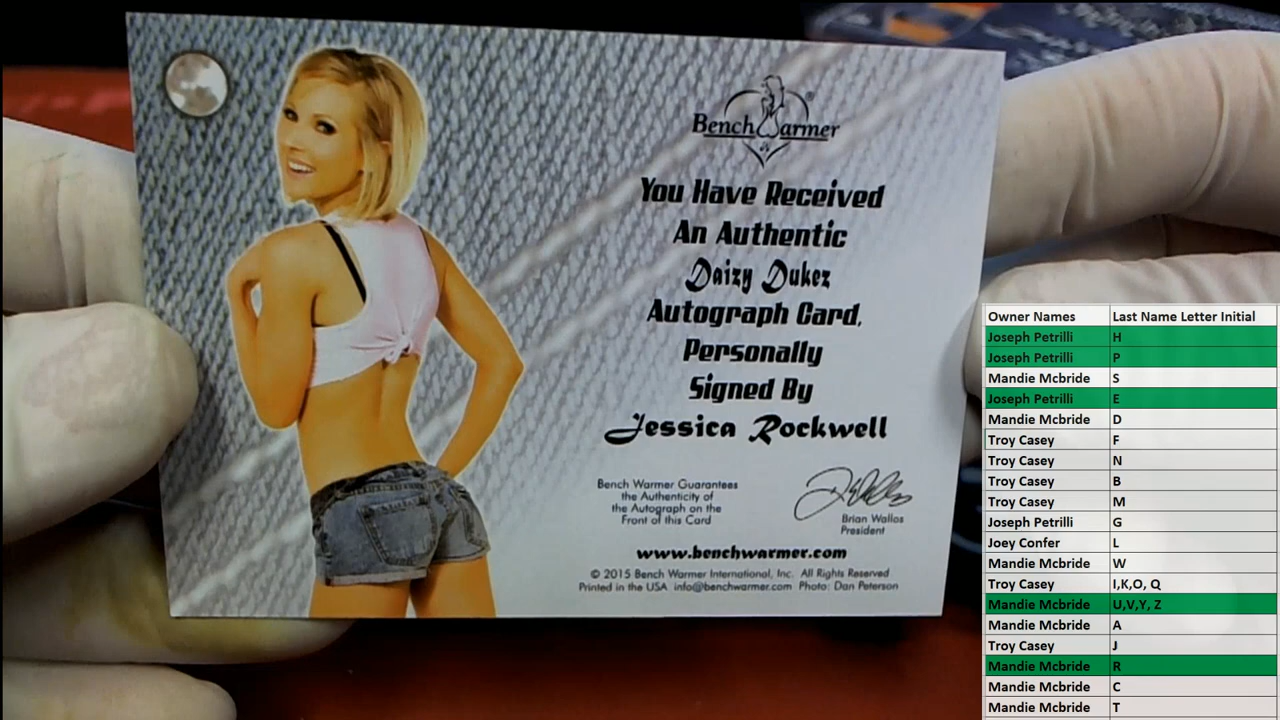 Bench Warmer ®
You Have Received
An Authentic
Daizy Dukez
Autograph Card,
Personally
Signed By
Jessica Rockwell
Bench Warmer Guarantees
the Authenticity of
the Autograph on the
Front of this Card
Brian Wallos
President
www.benchwarmer.com
© 2015 Bench Warmer International, Inc. All Rights Reserved
Printed in the USA info@benchwarmer.com Photo: Dan Peterson
Owner Names Last Name Letter Initial
Joseph Petrilli H
Joseph Petrilli P
Mandie Mcbride S
Joseph Petrilli E
Mandie Mcbride D
Troy Casey F
Troy Casey N
Troy Casey B
Troy Casey M
Joseph Petrilli G
Joey Confer L
Mandie Mcbride W
Troy Casey I,K,O, Q
Mandie Mcbride U,V,Y, Z
Mandie Mcbride A
Troy Casey J
Mandie Mcbride R
Mandie Mcbride C
Mandie Mcbride T